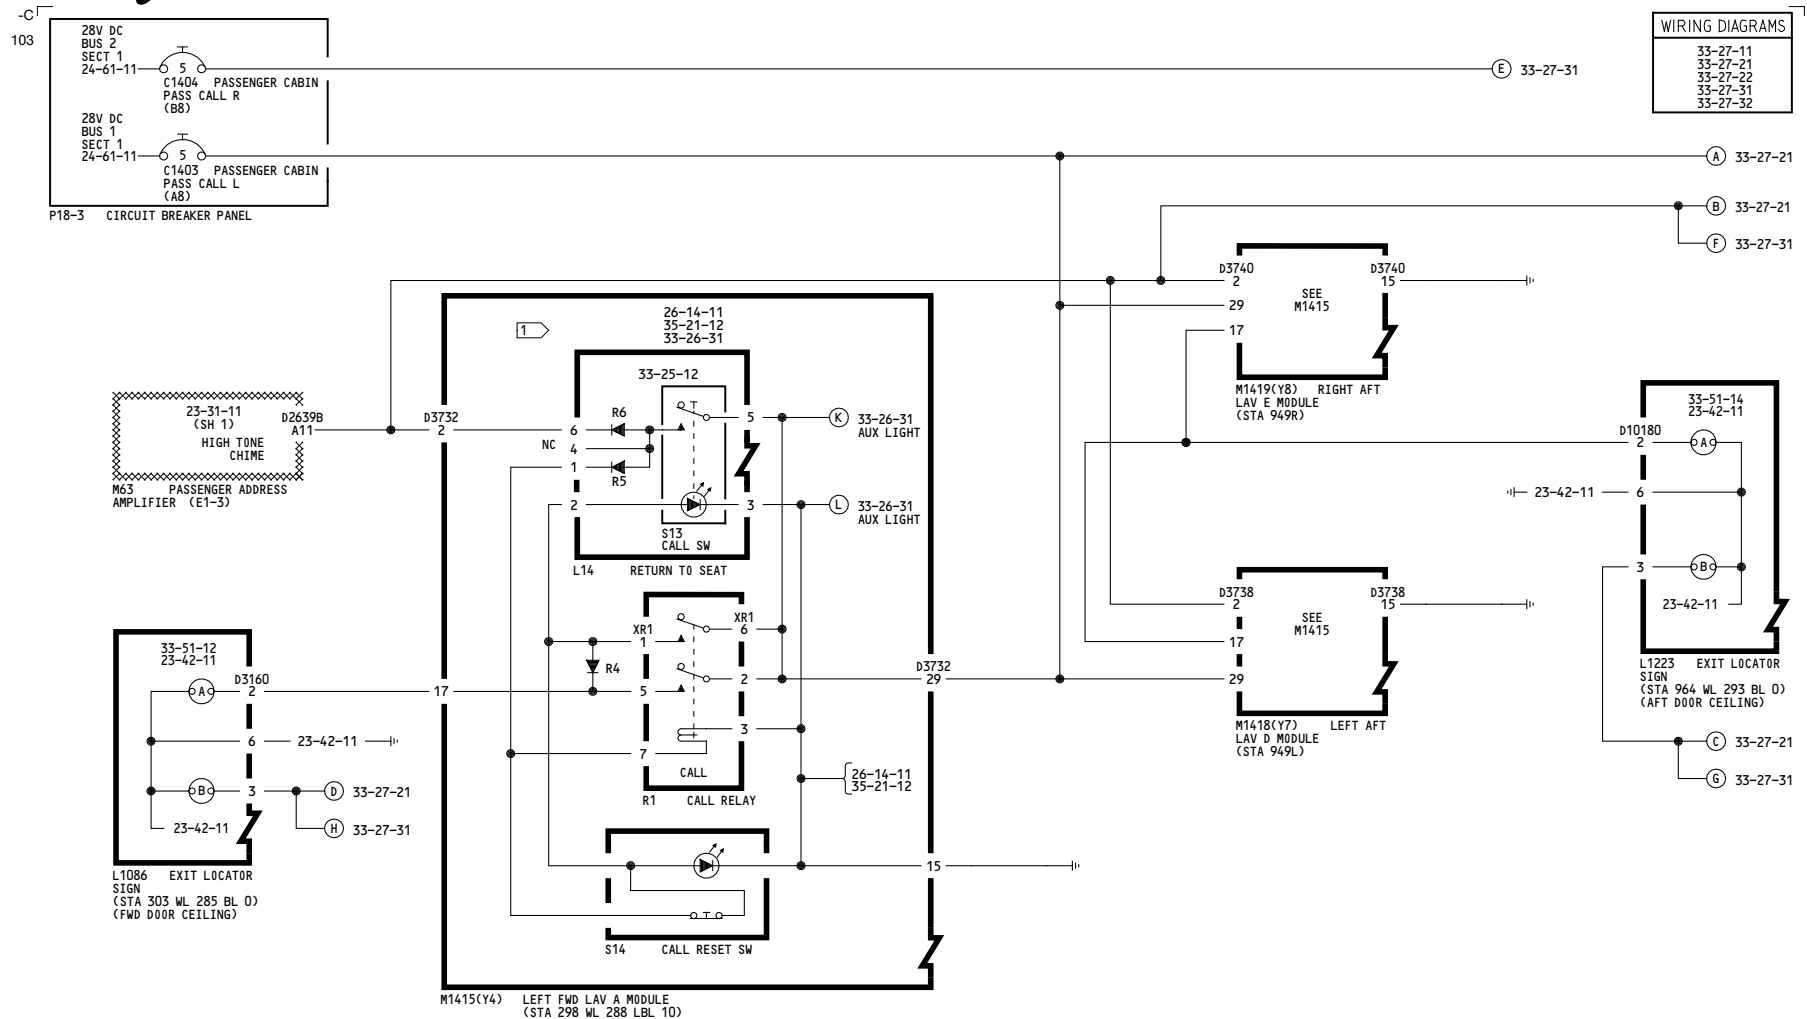 -C
103
28V DC
BUS 2
SECT 1
24-61-11
5
C1404 PASSENGER CABIN
PASS CALL R
(B8)
28V DC
BUS 1
SECT 1
24-61-11
5
C1403 PASSENGER CABIN
PASS CALL L
(A8)
P18-3 CIRCUIT BREAKER PANEL
E 33-27-31
WIRING DIAGRAMS
33-27-11
33-27-21
33-27-22
33-27-31
33-27-32
A 33-27-21
B 33-27-21
F 33-27-31
D3740
2
29
17
SEE
M1415
D3740
15
M1419(Y8) RIGHT AFT
LAV E MODULE
(STA 949R)
23-31-11
(SH 1)
HIGH TONE
CHIME
D2639B
A11
M63 PASSENGER ADDRESS
AMPLIFIER (E1-3)
D3732
2
1
26-14-11
35-21-12
33-26-31
33-25-12
R6
6
NC
4
1
R5
2
5
3
S13
CALL SW
L14 RETURN TO SEAT
K 33-26-31
AUX LIGHT
L 33-26-31
AUX LIGHT
XR1
1
5
7
XR1
6
2
3
R4
CALL
R1 CALL RELAY
26-14-11
35-21-12
D3732
29
17
15
S14 CALL RESET SW
M1415(Y4) LEFT FWD LAV A MODULE
(STA 298 WL 288 LBL 10)
33-51-12
23-42-11
A
D3160
2
6 23-42-11
B
3
23-42-11
D 33-27-21
H 33-27-31
L1086 EXIT LOCATOR
SIGN
(STA 303 WL 285 BL 0)
(FWD DOOR CEILING)
D3738
2
17
29
SEE
M1415
D3738
15
M1418(Y7) LEFT AFT
LAV D MODULE
(STA 949L)
33-51-14
23-42-11
D10180
2
A
23-42-11 6
3
B
23-42-11
L1223 EXIT LOCATOR
SIGN
(STA 964 WL 293 BL 0)
(AFT DOOR CEILING)
C 33-27-21
G 33-27-31